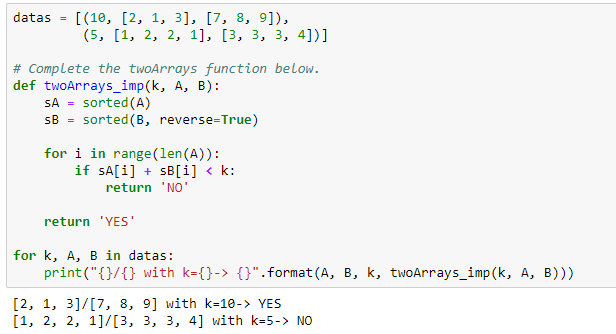 datas = [(10, [2, 1, 3], [7, 8, 9]),
         (5, [1, 2, 2, 1], [3, 3, 3, 4])]

# Complete the twoArrays function below.
def twoArrays_imp(k, A, B):
    sA = sorted(A)
    sB = sorted(B, reverse=True)

    for i in range(len(A)):
        if sA[i] + sB[i] < k:
            return 'NO'

    return 'YES'

for k, A, B in datas:
    print("{}/{} with k={}-> {}".format(A, B, k, twoArrays_imp(k, A, B)))

[2, 1, 3]/[7, 8, 9] with k=10-> YES
[1, 2, 2, 1]/[3, 3, 3, 4] with k=5-> NO